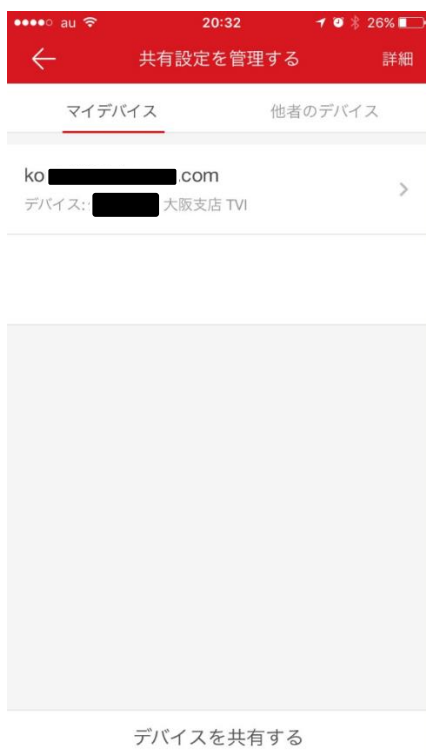 au 20:32 26%
共有設定を管理する 詳細
マイデバイス 他者のデバイス
ko .com
デバイス: 大阪支店 TVI
デバイスを共有する